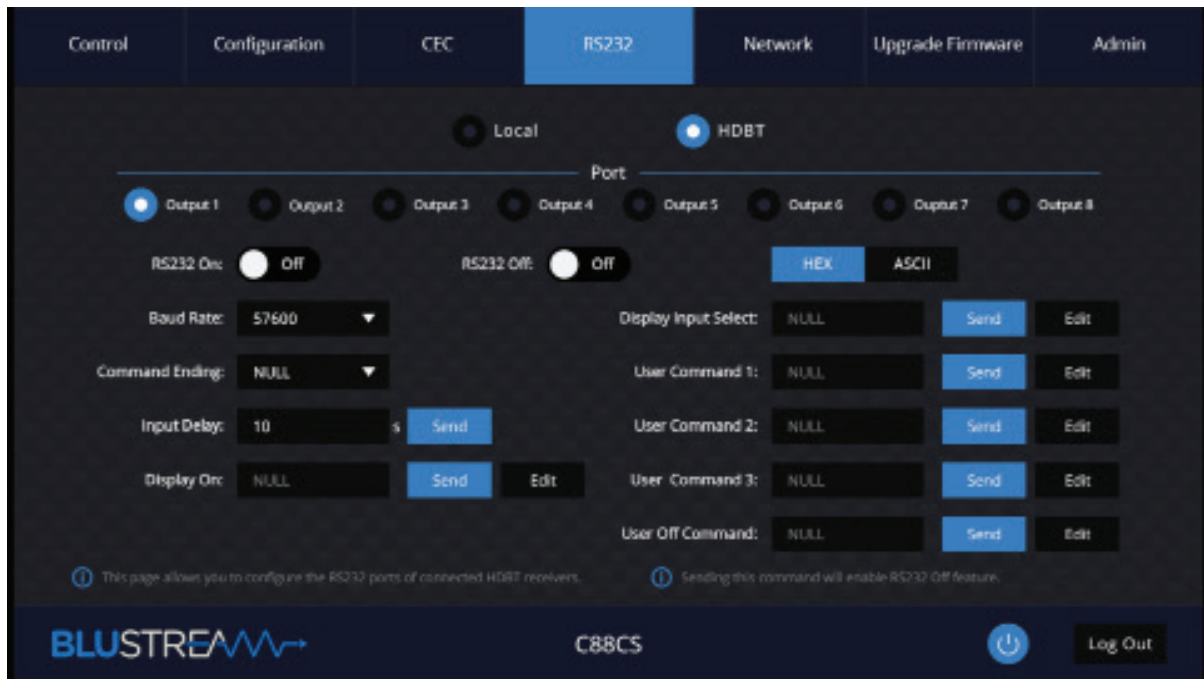 Control Configuration CEC RS232 Network Upgrade Firmware Admin
Local HDBT
Port
Output 1 Output 2 Output 3 Output 4 Output 5 Output 6 Ouptut 7 Output 8
RS232 On: Off RS232 Off: Off HEX ASCII
Baud Rate: 57600 Display Input Select: NULL Send Edit
Command Ending: NULL User Command 1: NULL Send Edit
Input Delay: 10 s Send User Command 2: NULL Send Edit
Display On: NULL Send Edit User Command 3: NULL Send Edit
User Off Command: NULL Send Edit
This page allows you to configure the RS232 ports of connected HDBT receivers. Sending this command will enable RS232 Off feature.
BLUSTREAM C88CS Log Out